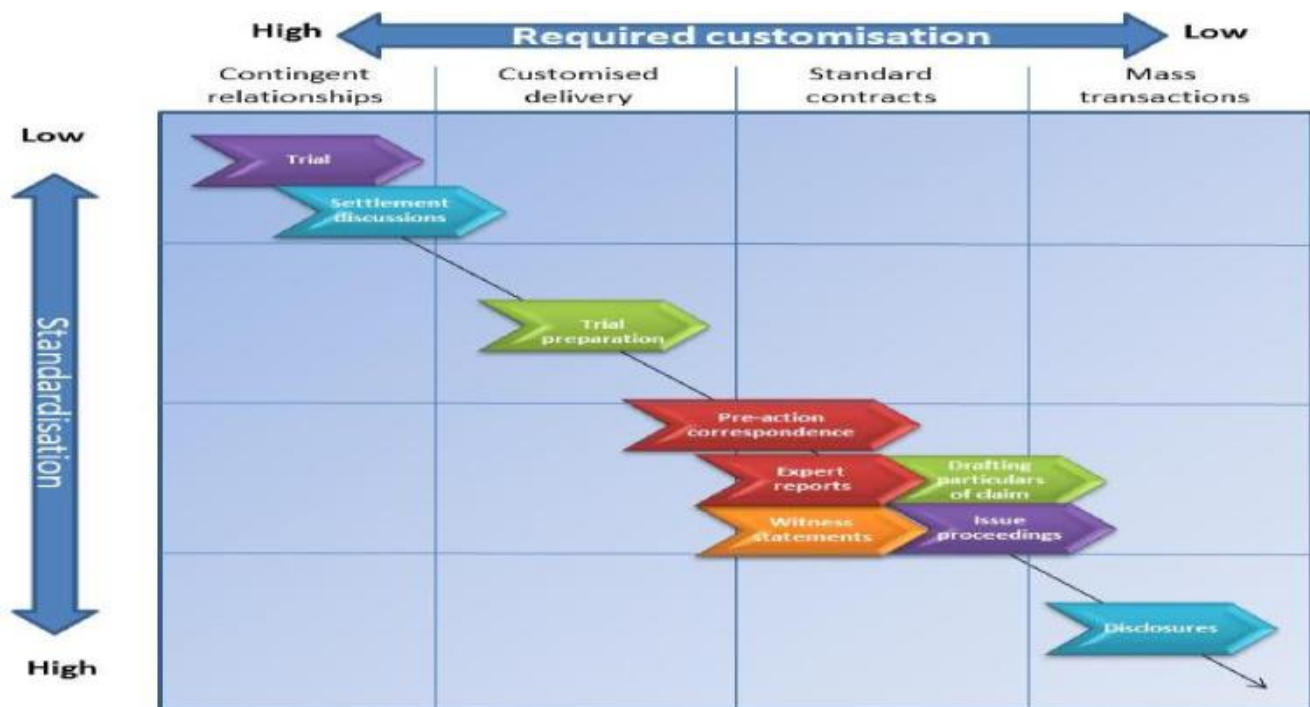 High Required customisation Low
Contingent relationships Customised delivery Standard contracts Mass transactions
Low
Trial
Settlement
discussions
Standardisation
Trial
preparation
Pre-action
correspondence
Expert
reports
Drafting
particulars
of claim
Witness
statements
Issue
proceedings
Disclosures
High